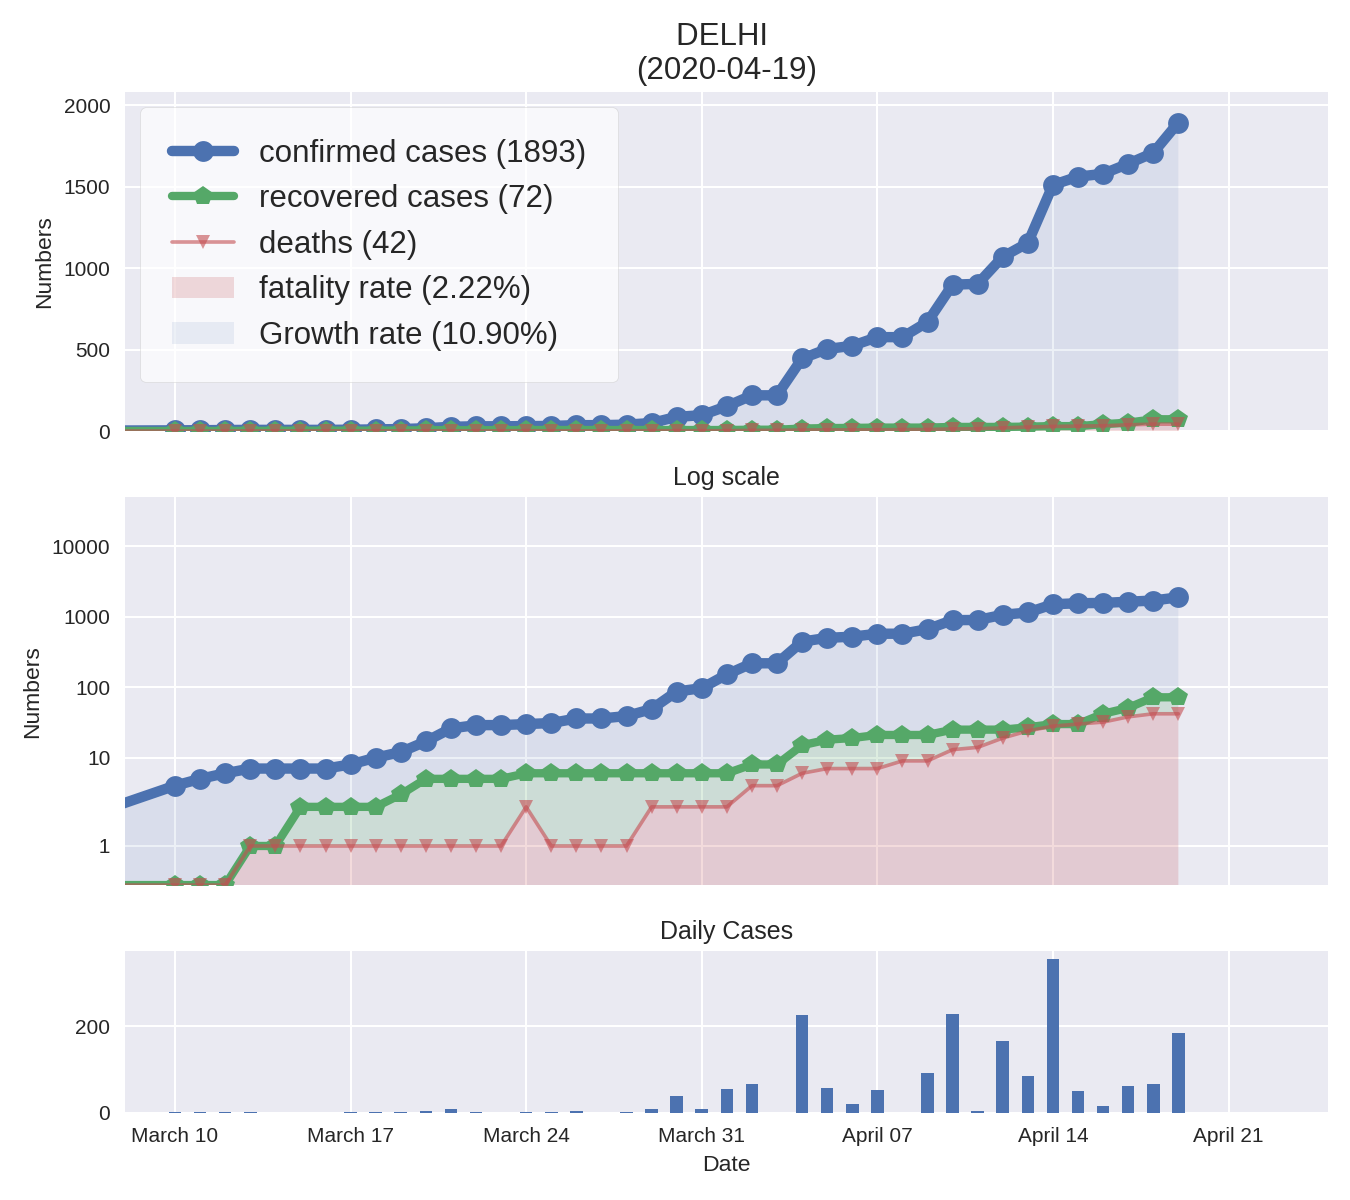 DELHI
(2020-04-19)
2000
1500
1000
500
0
Numbers
confirmed cases (1893)
recovered cases (72)
deaths (42)
fatality rate (2.22%)
Growth rate (10.90%)
Log scale
10000
1000
100
10
1
Numbers
Daily Cases
200
0
March 10 March 17 March 24 March 31 April 07 April 14 April 21
Date